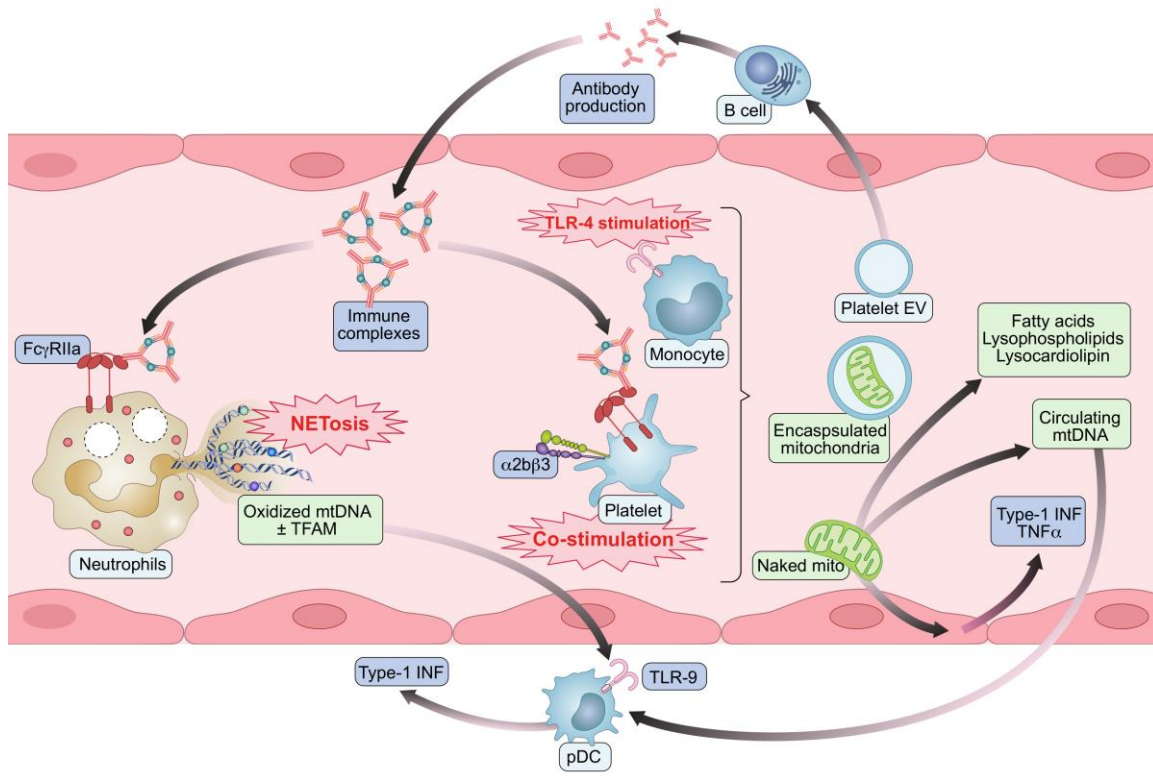 Antibody
production
B cell
TLR-4 stimulation
Immune
complexes
Monocyte
Platelet EV
FcγRIIa
Fatty acids
Lysophospholipids
Lysocardiolipin
NETosis
α2bβ3
Encaspsulated
mitochondria
Circulating
mtDNA
Oxidized mtDNA
± TFAM
Platelet
Type-1 INF
TNFα
Neutrophils
Co-stimulation
Naked mito
Type-1 INF
TLR-9
pDC